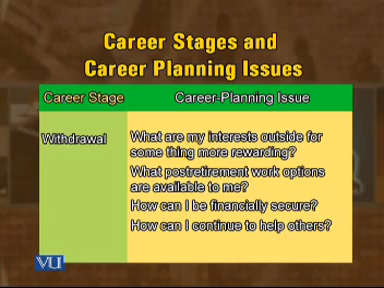 Career Stages and
Career Planning Issues
Career Stage Career-Planning Issue
Withdrawal
What are my interests outside for
some thing more rewarding?
What postretirement work options
are available to me?
How can I be financially secure?
How can I continue to help others?
VU